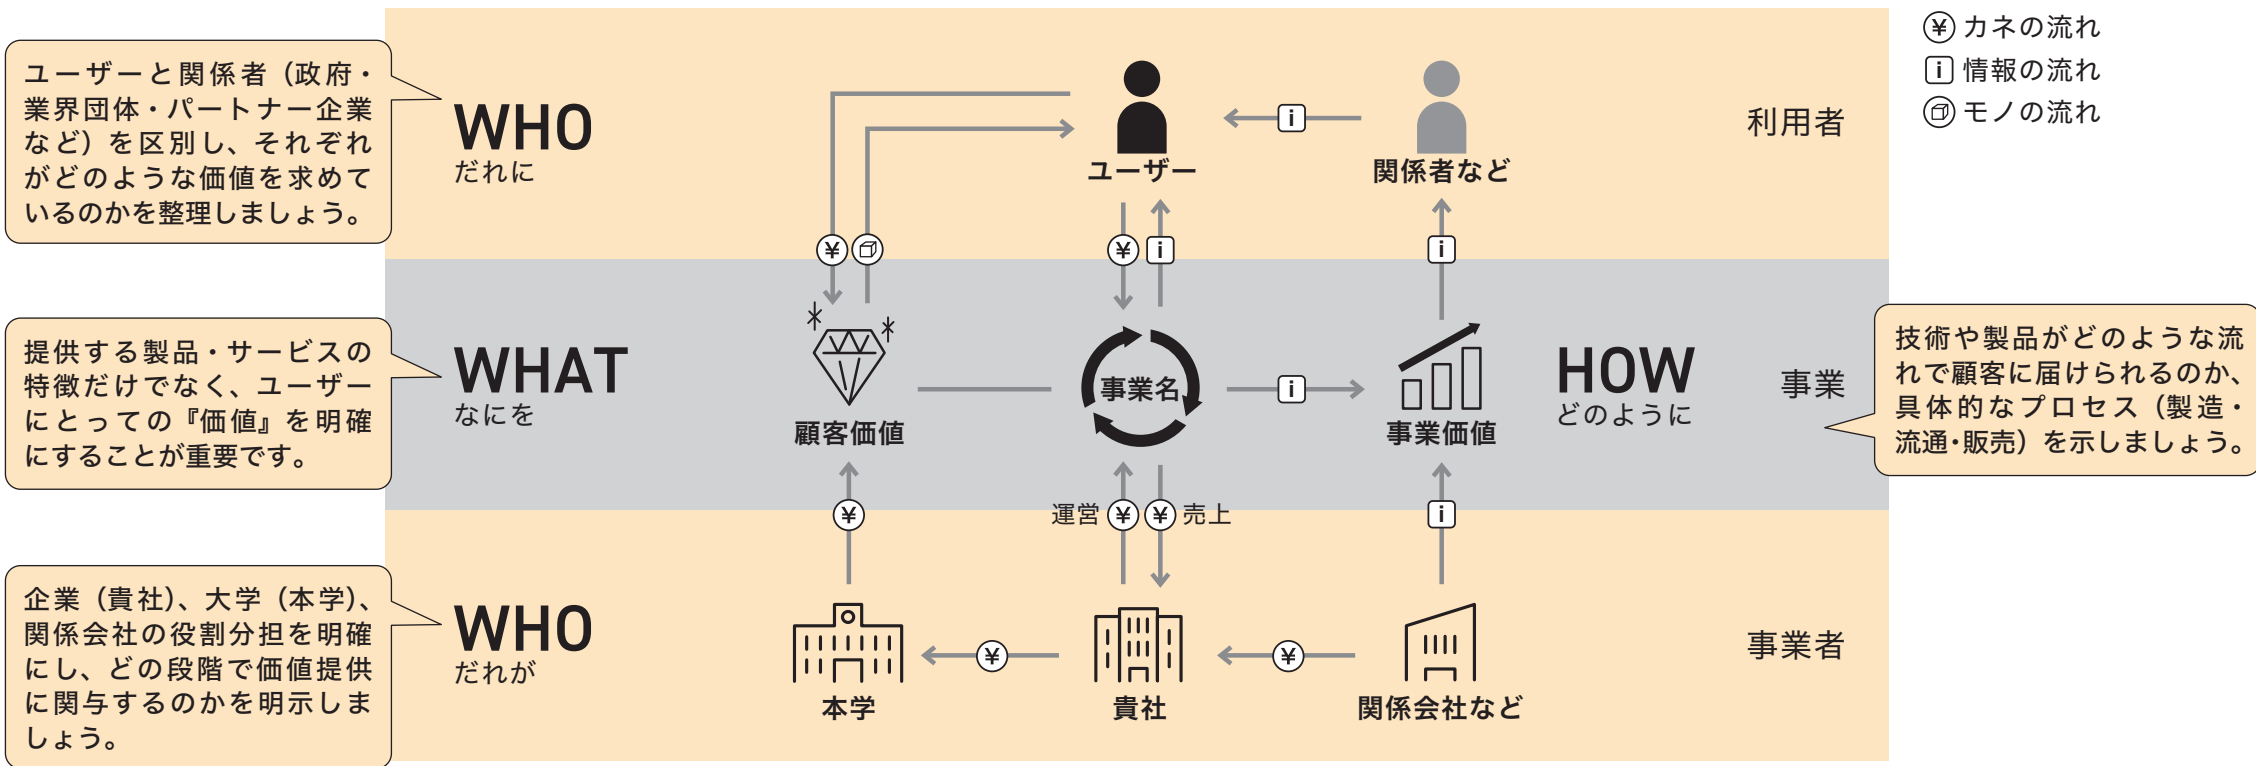 ユーザーと関係者（政府・
業界団体・パートナー企業
など）を区別し、それぞれ
がどのような価値を求めて
いるのかを整理しましょう。
WHO
だれに
ユーザー
関係者など
利用者
¥ カネの流れ
i 情報の流れ
モノの流れ
i
¥
¥
i
i
提供する製品・サービスの
特徴だけでなく、ユーザー
にとっての『価値』を明確
にすることが重要です。
WHAT
なにを
顧客価値
事業名
i
事業価値
HOW
どのように
事業
技術や製品がどのような流
れで顧客に届けられるのか、
具体的なプロセス（製造・
流通・販売）を示しましょう。
¥
運営 ¥
¥ 売上
i
企業（貴社）、大学（本学）、
関係会社の役割分担を明確
にし、どの段階で価値提供
に関与するのかを明示しま
しょう。
WHO
だれが
本学
¥
貴社
¥
関係会社など
事業者